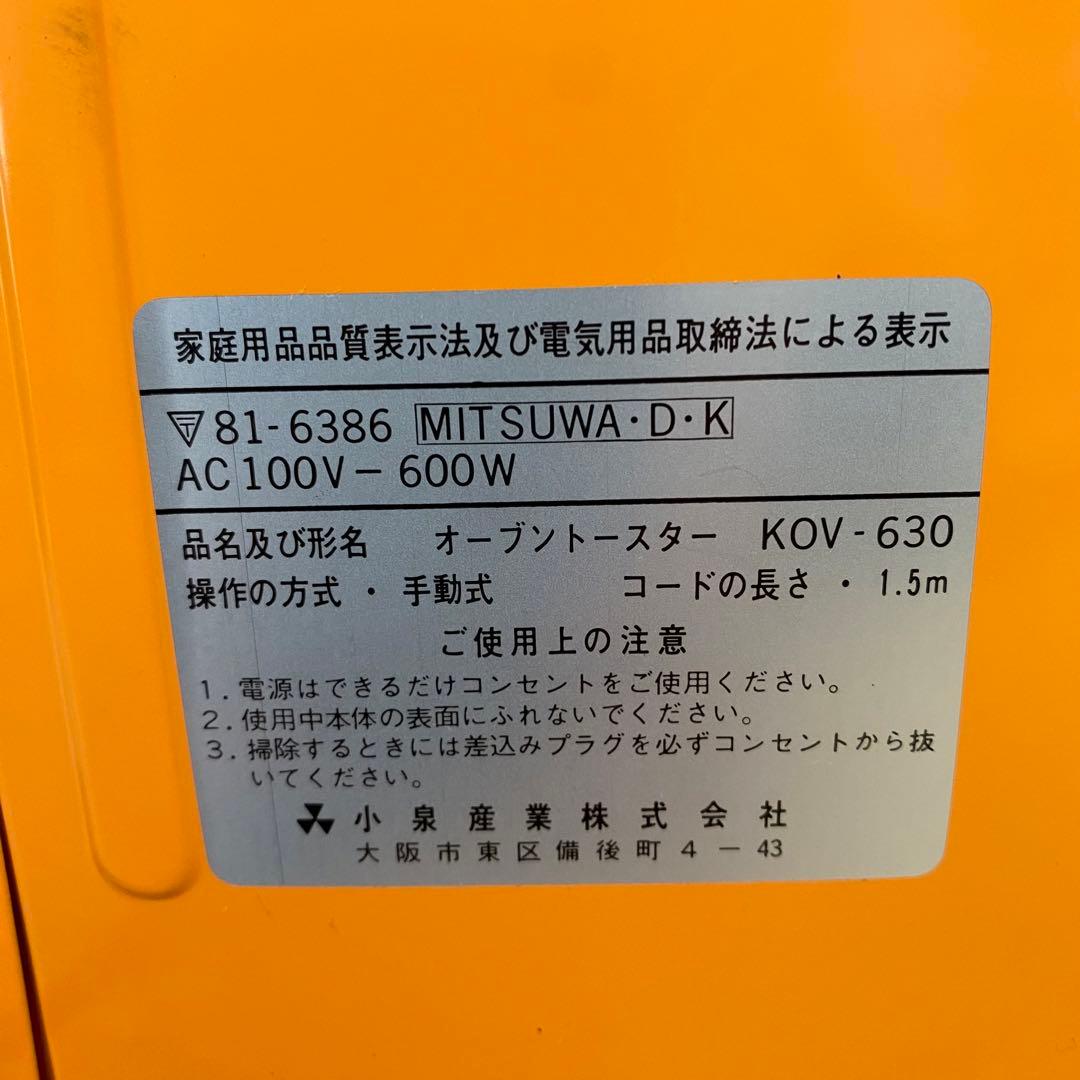 家庭用品品質表示法及び電気用品取締法による表示
〒81-6386 MITSUWA・D・K
AC100V－600W
品名及び形名 オーブントースター KOV-630
操作の方式・手動式 コードの長さ・1.5m
ご使用上の注意
1.電源はできるだけコンセントをご使用ください。
2.使用中本体の表面にふれないでください。
3.掃除するときには差込みプラグを必ずコンセントから抜
いてください。
小泉産業株式会社
大阪市東区備後町4－43